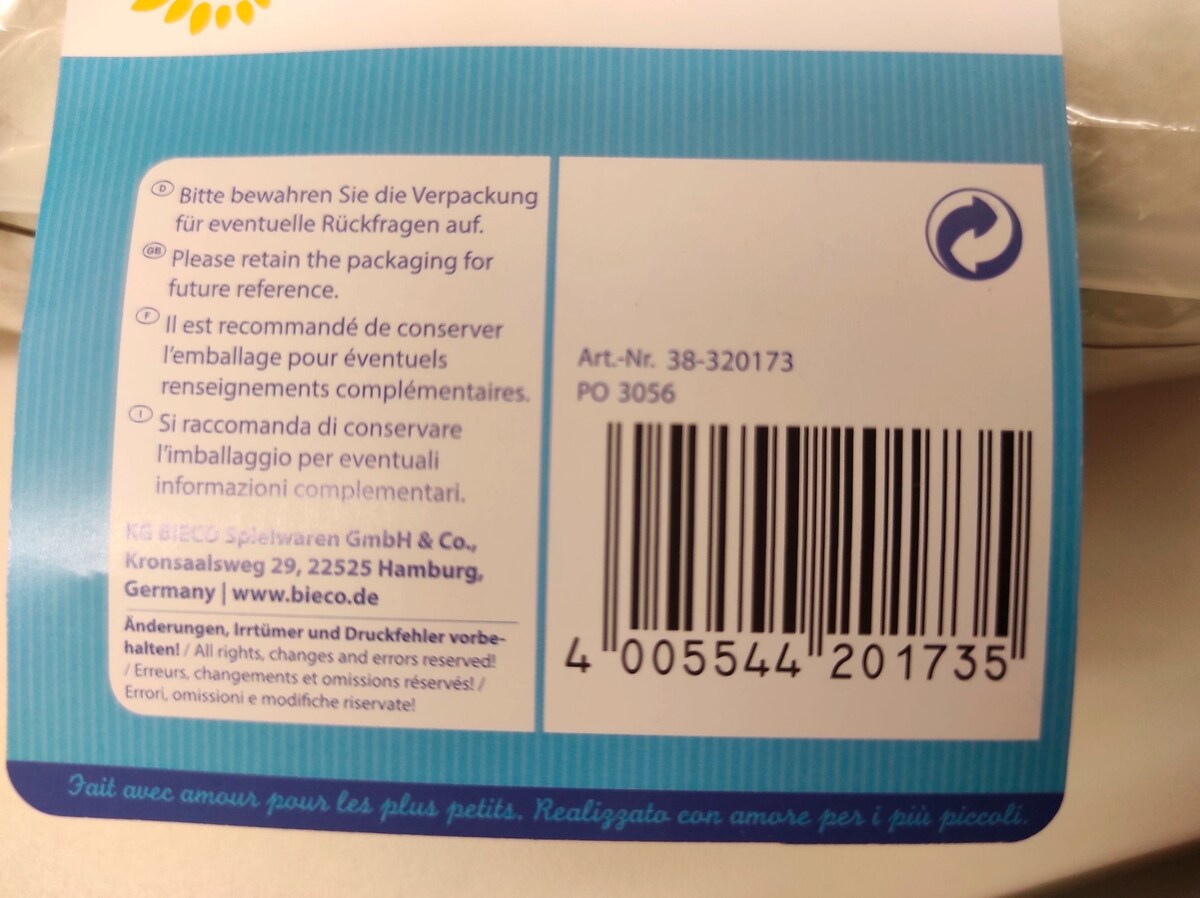 D Bitte bewahren Sie die Verpackung
für eventuelle Rückfragen auf.
GB Please retain the packaging for
future reference.
F Il est recommandé de conserver
l'emballage pour éventuels
renseignements complémentaires.
I Si raccomanda di conservare
l'imballaggio per eventuali
informazioni complementari.
KG BIECO Spielwaren GmbH & Co.,
Kronsaalsweg 29, 22525 Hamburg,
Germany | www.bieco.de
Änderungen, Irrtümer und Druckfehler vorbe-
halten! / All rights, changes and errors reserved!
/ Erreurs, changements et omissions réservés! /
Errori, omissioni e modifiche riservate!
Art.-Nr. 38-320173
PO 3056
4 005544 201735
Fait avec amour pour les plus petits. Realizzato con amore per i più piccoli.